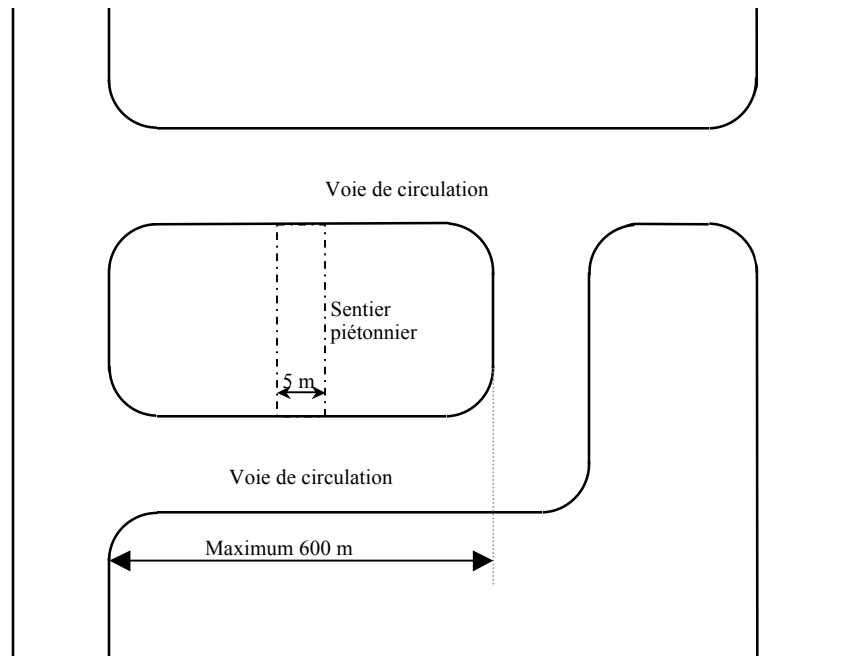 Voie de circulation
Sentier
piétonnier
5 m
Voie de circulation
Maximum 600 m